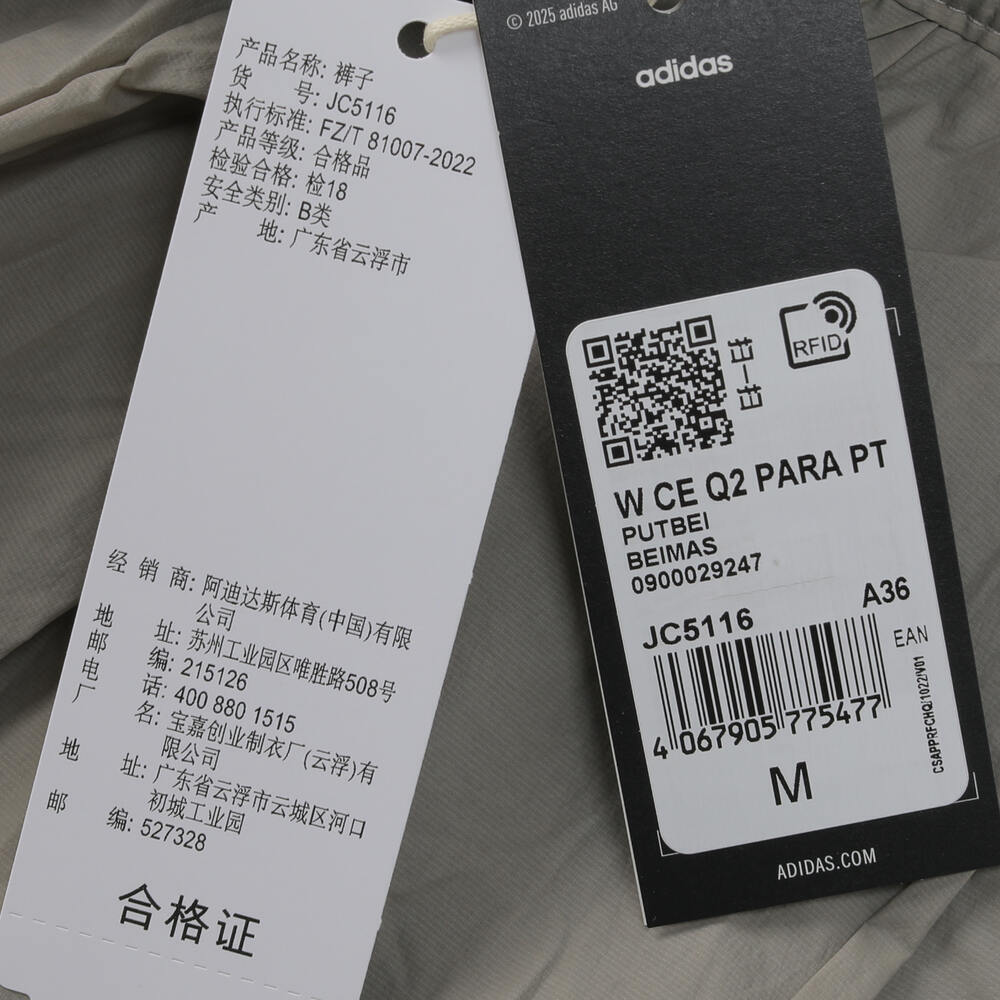 产品名称: 裤子
货 号: JC5116
执行标准: FZ/T 81007-2022
产品等级: 合格品
检验合格: 检18
安全类别: B类
产 地: 广东省云浮市
经 销 商: 阿迪达斯体育(中国)有限
公司
地 址: 苏州工业园区唯胜路508号
邮 编: 215126
电 话: 400 880 1515
厂 名: 宝嘉创业制衣厂(云浮)有
限公司
地 址: 广东省云浮市云城区河口
初城工业园
邮 编: 527328
合格证
© 2025 adidas AG
adidas
RFID
W CE Q2 PARA PT
PUTBEI
BEIMAS
0900029247
JC5116
A36
EAN
4 067905 775477
CSAPPRFCHQ/1022/V01
M
ADIDAS.COM